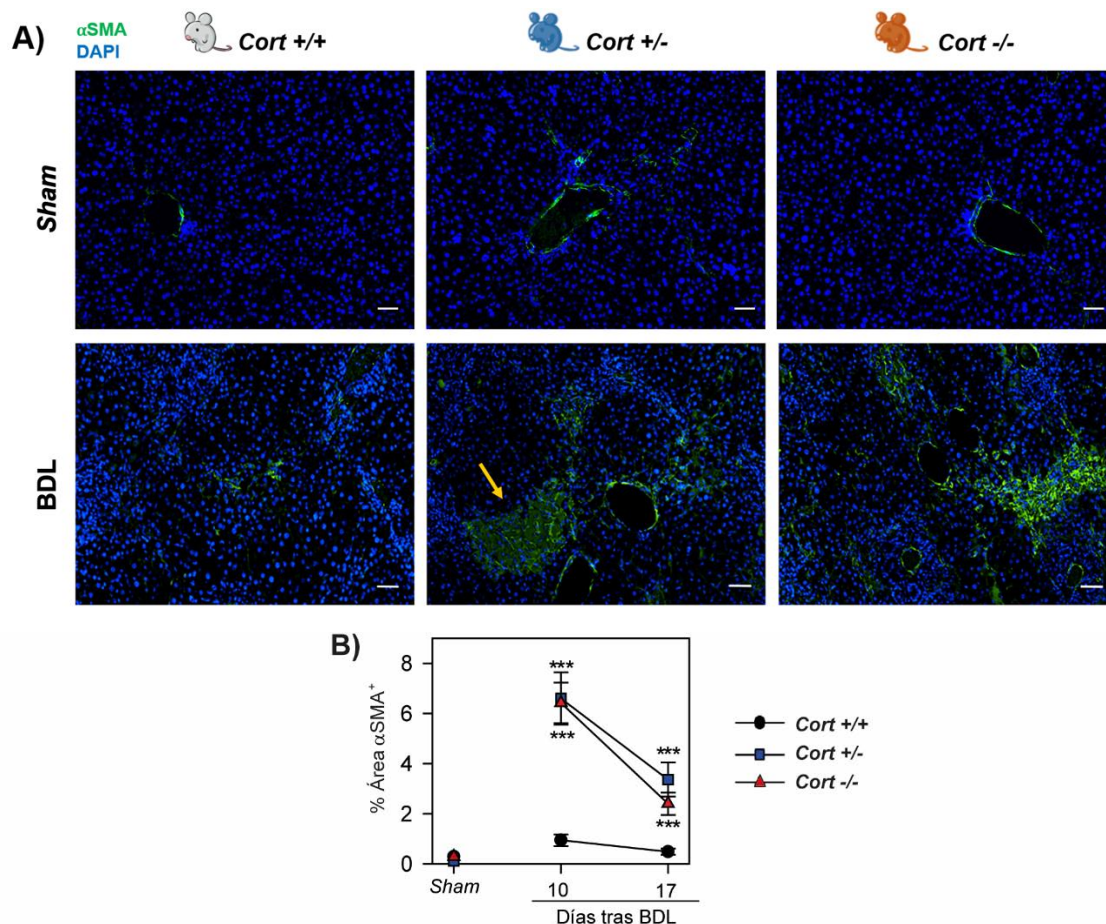 A)
αSMA
DAPI
Cort +/+
Cort +/-
Cort -/-
Sham
BDL
B)
% Área αSMA⁺
8
6
4
2
0
***
***
***
***
Sham
10
17
Días tras BDL
Cort +/+
Cort +/-
Cort -/-